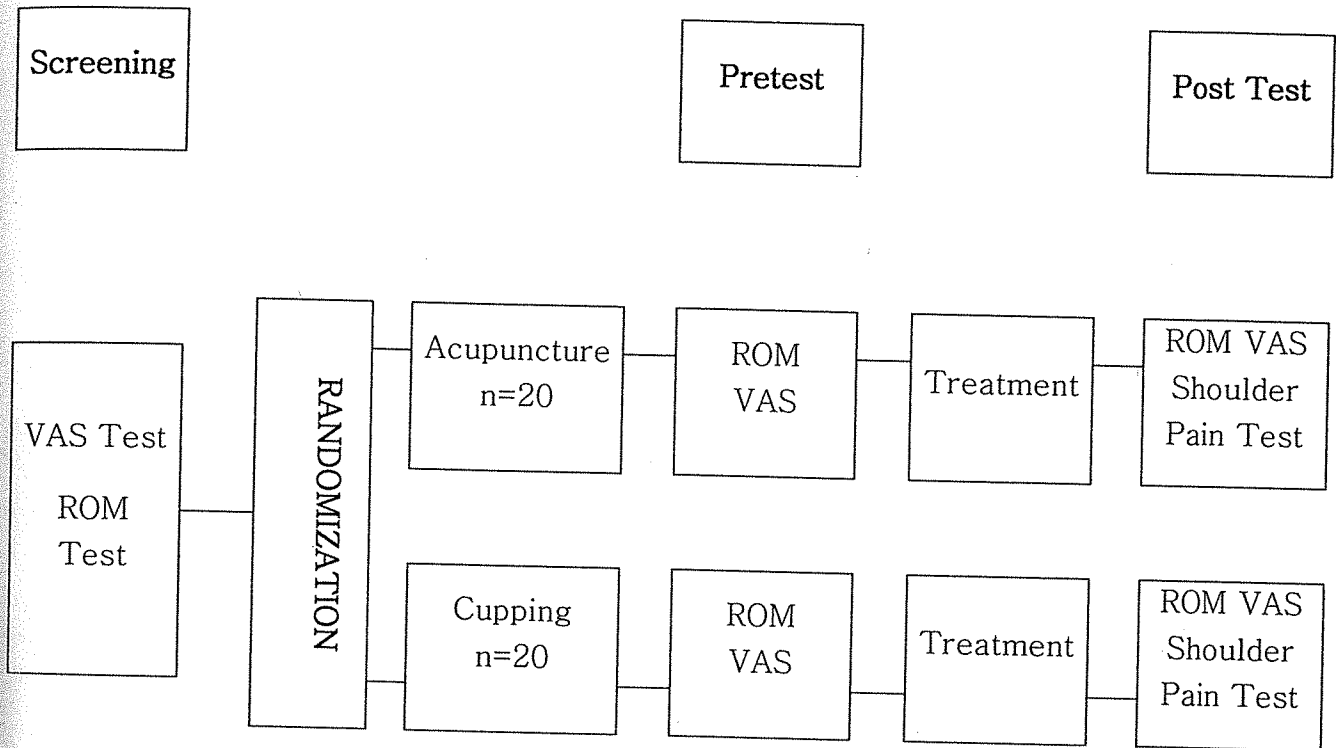 Screening
Pretest
Post Test
VAS Test
ROM
Test
RANDOMIZATION
Acupuncture
n=20
ROM
VAS
Treatment
ROM VAS
Shoulder
Pain Test
Cupping
n=20
ROM
VAS
Treatment
ROM VAS
Shoulder
Pain Test